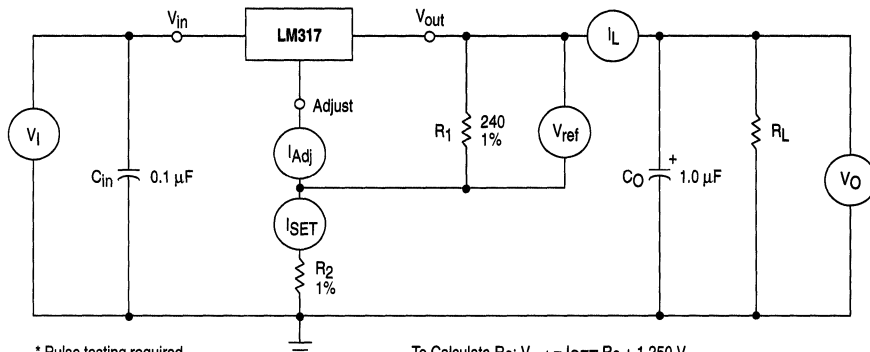 Vin
LM317
Vout
IL
Adjust
VI
Cin
0.1 μF
IAdj
R1
240
1%
Vref
CO
+
1.0 μF
RL
VO
ISET
R2
1%
* Pulse testing required